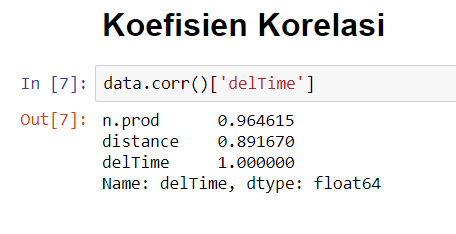 Koefisien Korelasi
In [7]: data.corr()['delTime']
Out[7]: n.prod 0.964615
distance 0.891670
delTime 1.000000
Name: delTime, dtype: float64